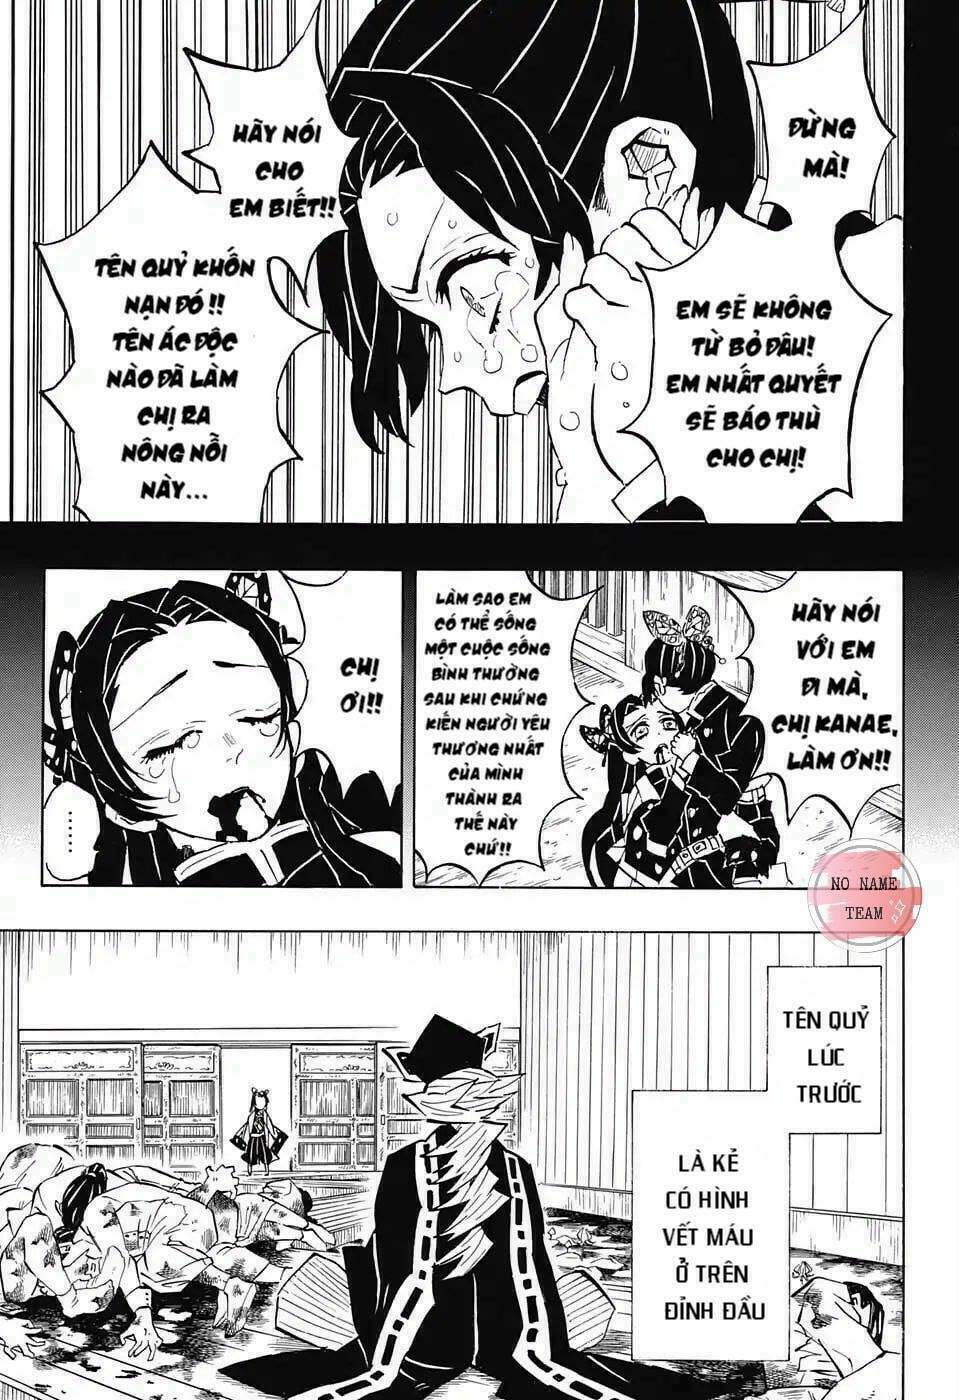 ĐỪNG
MÀ!
EM SẼ KHÔNG
TỪ BỎ ĐÂU!
EM NHẤT QUYẾT
SẼ BÁO THÙ
CHO CHỊ!
HÃY NÓI
CHO
EM BIẾT!!
TÊN QUỶ KHỐN
NẠN ĐÓ!!
TÊN ÁC ĐỘC
NÀO ĐÃ LÀM
CHỊ RA
NÔNG NỖI
NÀY...
HÃY NÓI
VỚI EM
ĐI MÀ,
CHỊ KANAE,
LÀM ƠN!!
LÀM SAO EM
CÓ THỂ SỐNG
MỘT CUỘC SỐNG
BÌNH THƯỜNG
SAU KHI CHỨNG
KIẾN NGƯỜI YÊU
THƯƠNG NHẤT
CỦA MÌNH
THÀNH RA
THẾ NÀY
CHỨ!!
CHỊ
ƠI!!
......
NO NAME
TEAM
TÊN QUỶ
LÚC
TRƯỚC
LÀ KẺ
CÓ HÌNH
VẾT MÁU
Ở TRÊN
ĐỈNH ĐẦU